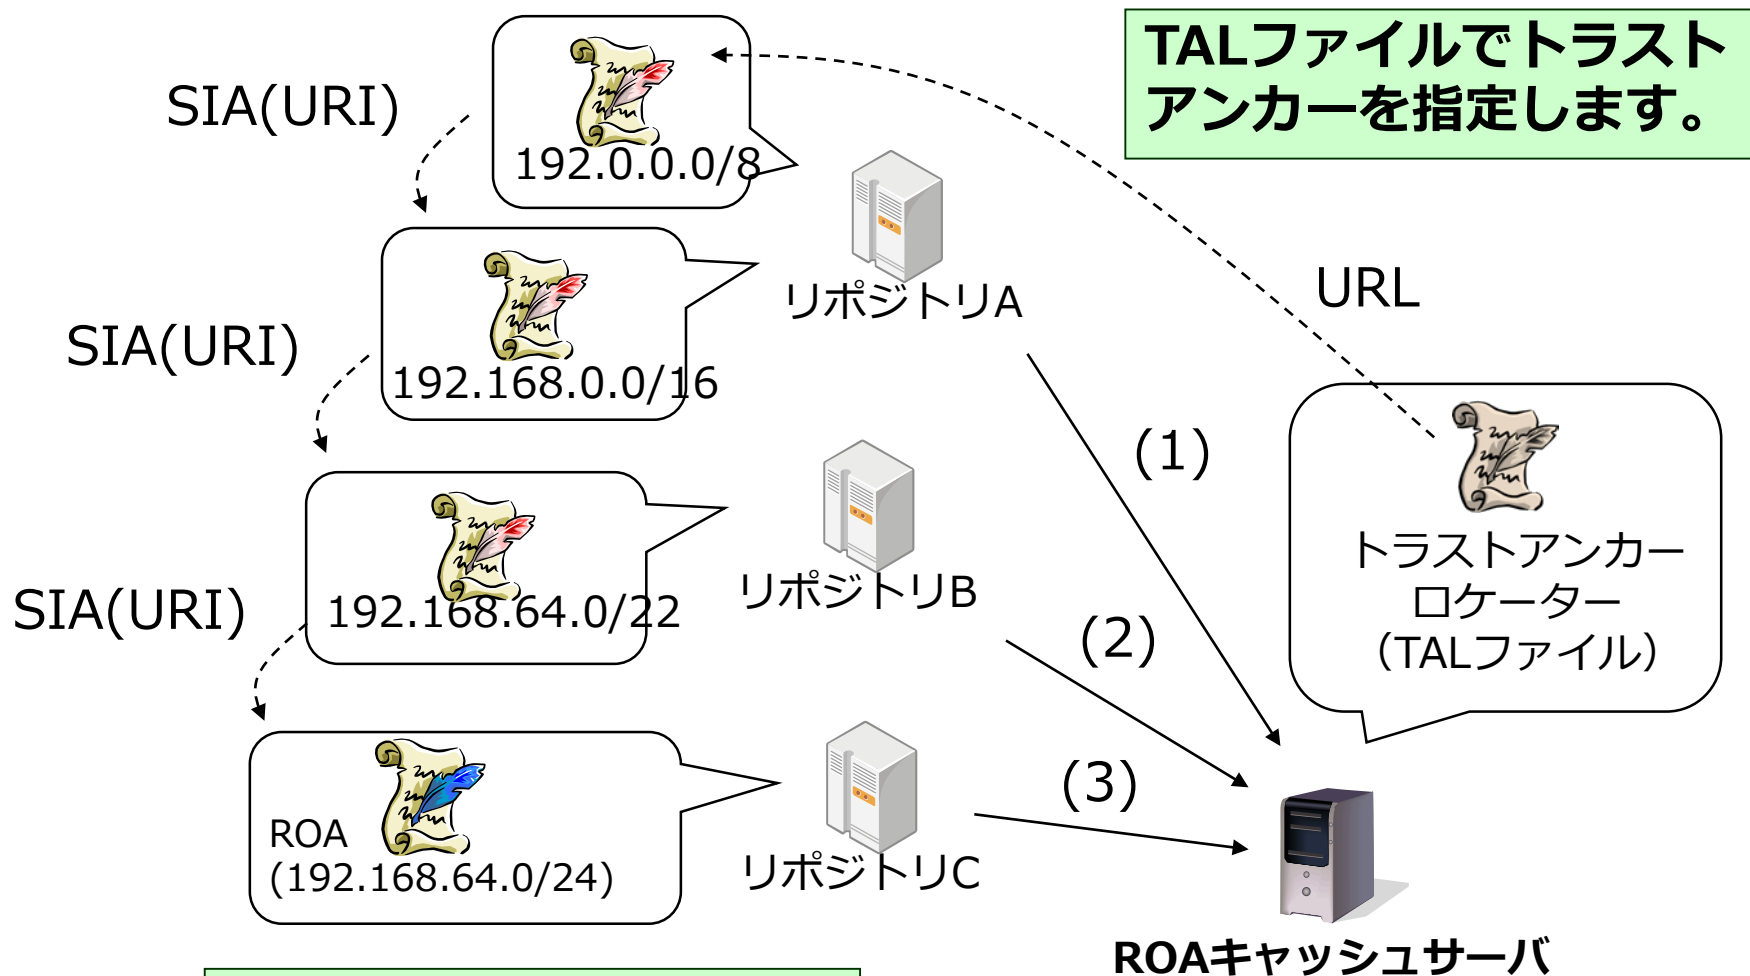 TALファイルでトラスト
アンカーを指定します。
SIA(URI)
192.0.0.0/8
リポジトリA
URL
SIA(URI)
192.168.0.0/16
(1)
トラストアンカー
ロケーター
（TALファイル）
リポジトリB
SIA(URI)
192.168.64.0/22
(2)
(3)
ROA
(192.168.64.0/24)
リポジトリC
ROAキャッシュサーバ